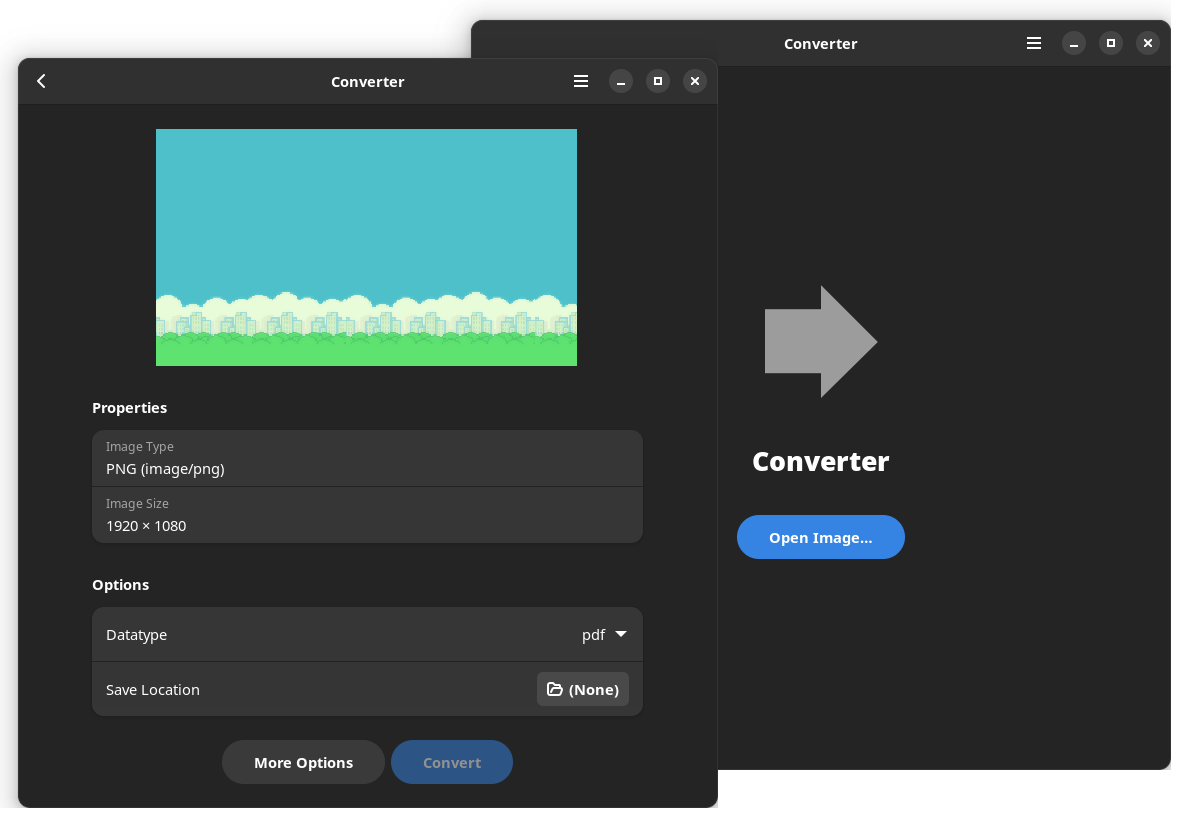 Converter
Converter
Properties
Image Type
PNG (image/png)
Image Size
1920 × 1080
Options
Datatype
pdf
Save Location
(None)
More Options
Convert
Converter
Open Image...